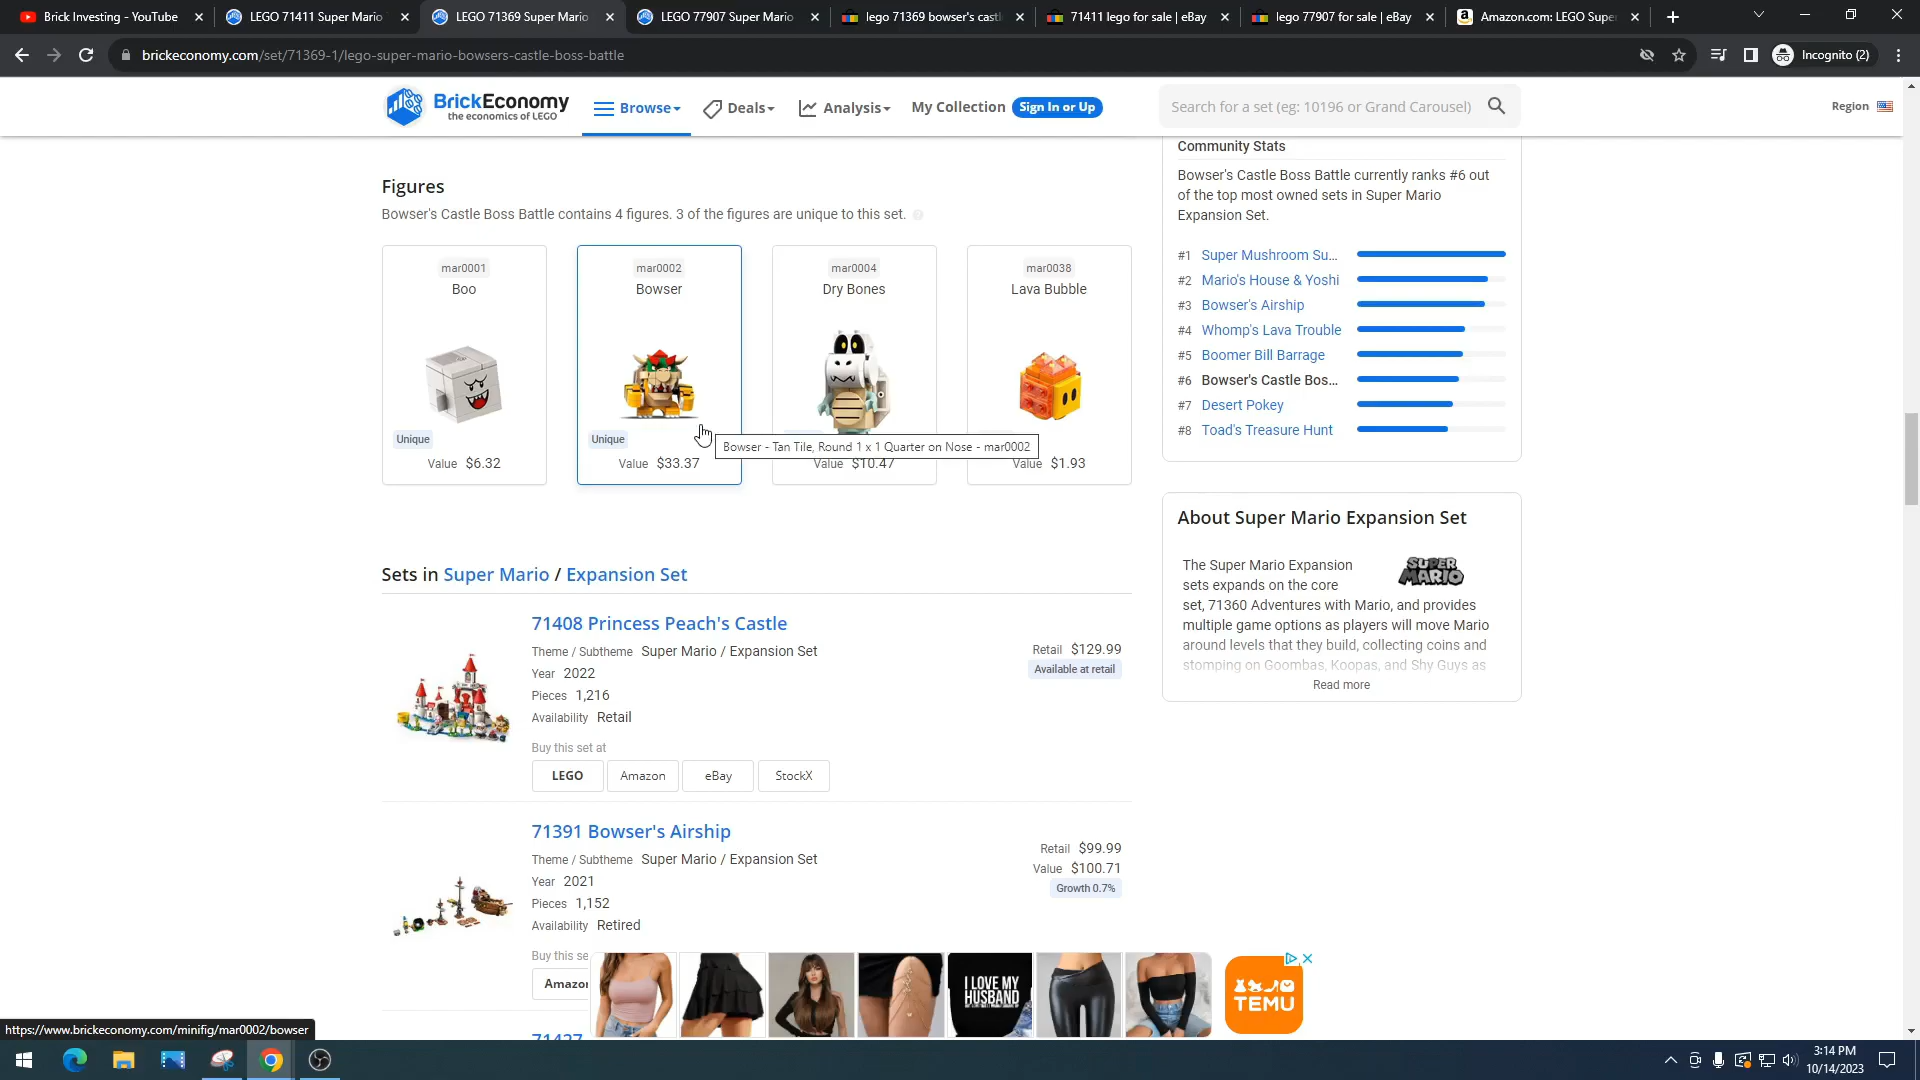 Brick Investing - YouTube
LEGO 71411 Super Mario
LEGO 71369 Super Mario
LEGO 77907 Super Mario
lego 71369 bowser's castl
71411 lego for sale | eBay
lego 77907 for sale | eBay
Amazon.com: LEGO Super
brickeconomy.com/set/71369-1/lego-super-mario-bowsers-castle-boss-battle
Incognito (2)
BrickEconomy
the economics of LEGO
Browse
Deals
Analysis
My Collection
Sign In or Up
Search for a set (eg: 10196 or Grand Carousel)
Region
Figures
Bowser's Castle Boss Battle contains 4 figures. 3 of the figures are unique to this set.
mar0001
Boo
Unique
Value $6.32
mar0002
Bowser
Unique
Value $33.37
mar0004
Dry Bones
Value $10.47
mar0038
Lava Bubble
Value $1.93
Bowser - Tan Tile, Round 1 x 1 Quarter on Nose - mar0002
Sets in Super Mario / Expansion Set
71408 Princess Peach's Castle
Theme / Subtheme Super Mario / Expansion Set
Year 2022
Pieces 1,216
Availability Retail
Retail $129.99
Available at retail
Buy this set at
LEGO
Amazon
eBay
StockX
71391 Bowser's Airship
Theme / Subtheme Super Mario / Expansion Set
Year 2021
Pieces 1,152
Availability Retired
Retail $99.99
Value $100.71
Growth 0.7%
Buy this se
Amazon
Community Stats
Bowser's Castle Boss Battle currently ranks #6 out
of the top most owned sets in Super Mario
Expansion Set.
#1 Super Mushroom Su...
#2 Mario's House & Yoshi
#3 Bowser's Airship
#4 Whomp's Lava Trouble
#5 Boomer Bill Barrage
#6 Bowser's Castle Bos...
#7 Desert Pokey
#8 Toad's Treasure Hunt
About Super Mario Expansion Set
SUPER
MARIO
The Super Mario Expansion
sets expands on the core
set, 71360 Adventures with Mario, and provides
multiple game options as players will move Mario
around levels that they build, collecting coins and
stomping on Goombas, Koopas, and Shy Guys as
Read more
I LOVE MY
HUSBAND
TEMU
https://www.brickeconomy.com/minifig/mar0002/bowser
3:14 PM
10/14/2023